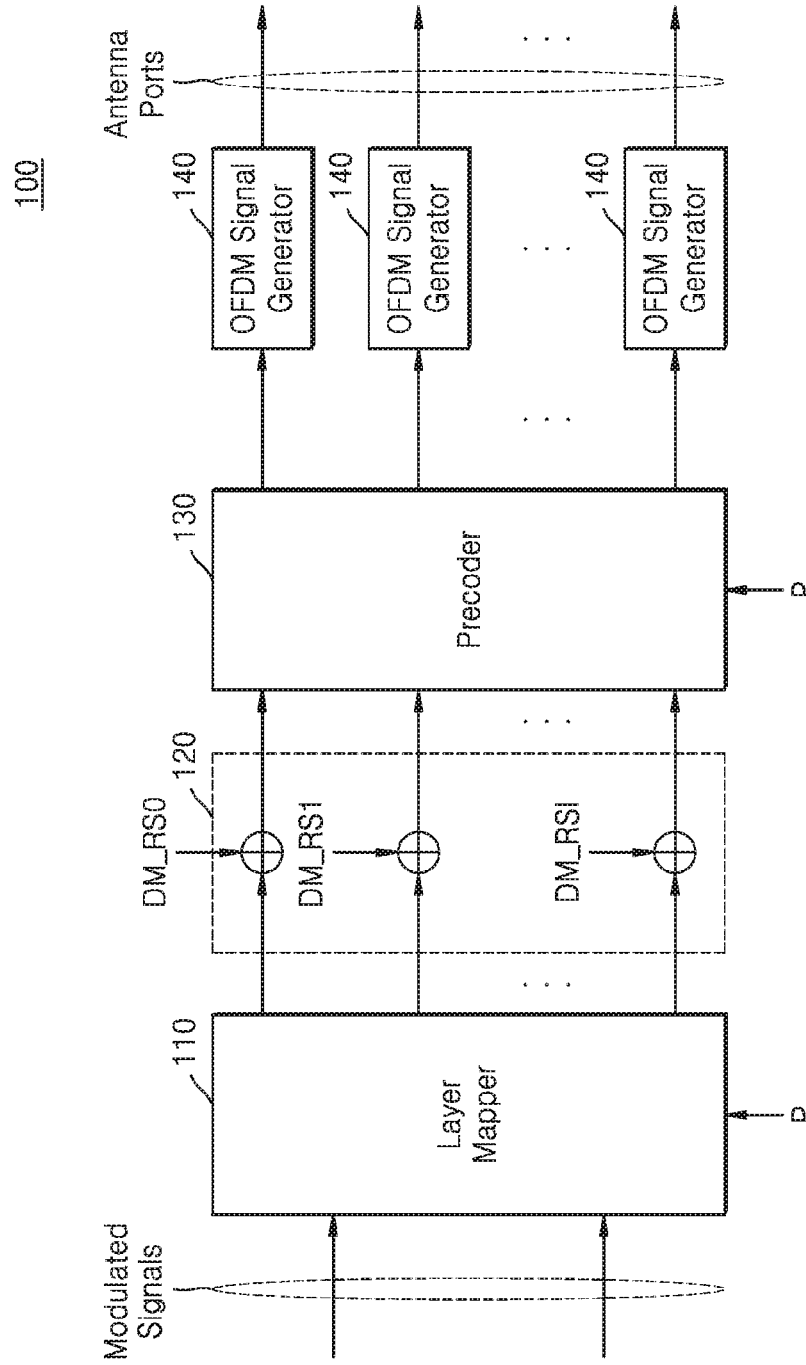 100
Modulated
Signals
110
Layer
Mapper
D
120
DM_RS0
DM_RS1
DM_RSl
. . .
. . .
130
Precoder
D
. . .
140
OFDM Signal
Generator
140
OFDM Signal
Generator
. . .
140
OFDM Signal
Generator
Antenna
Ports
. . .